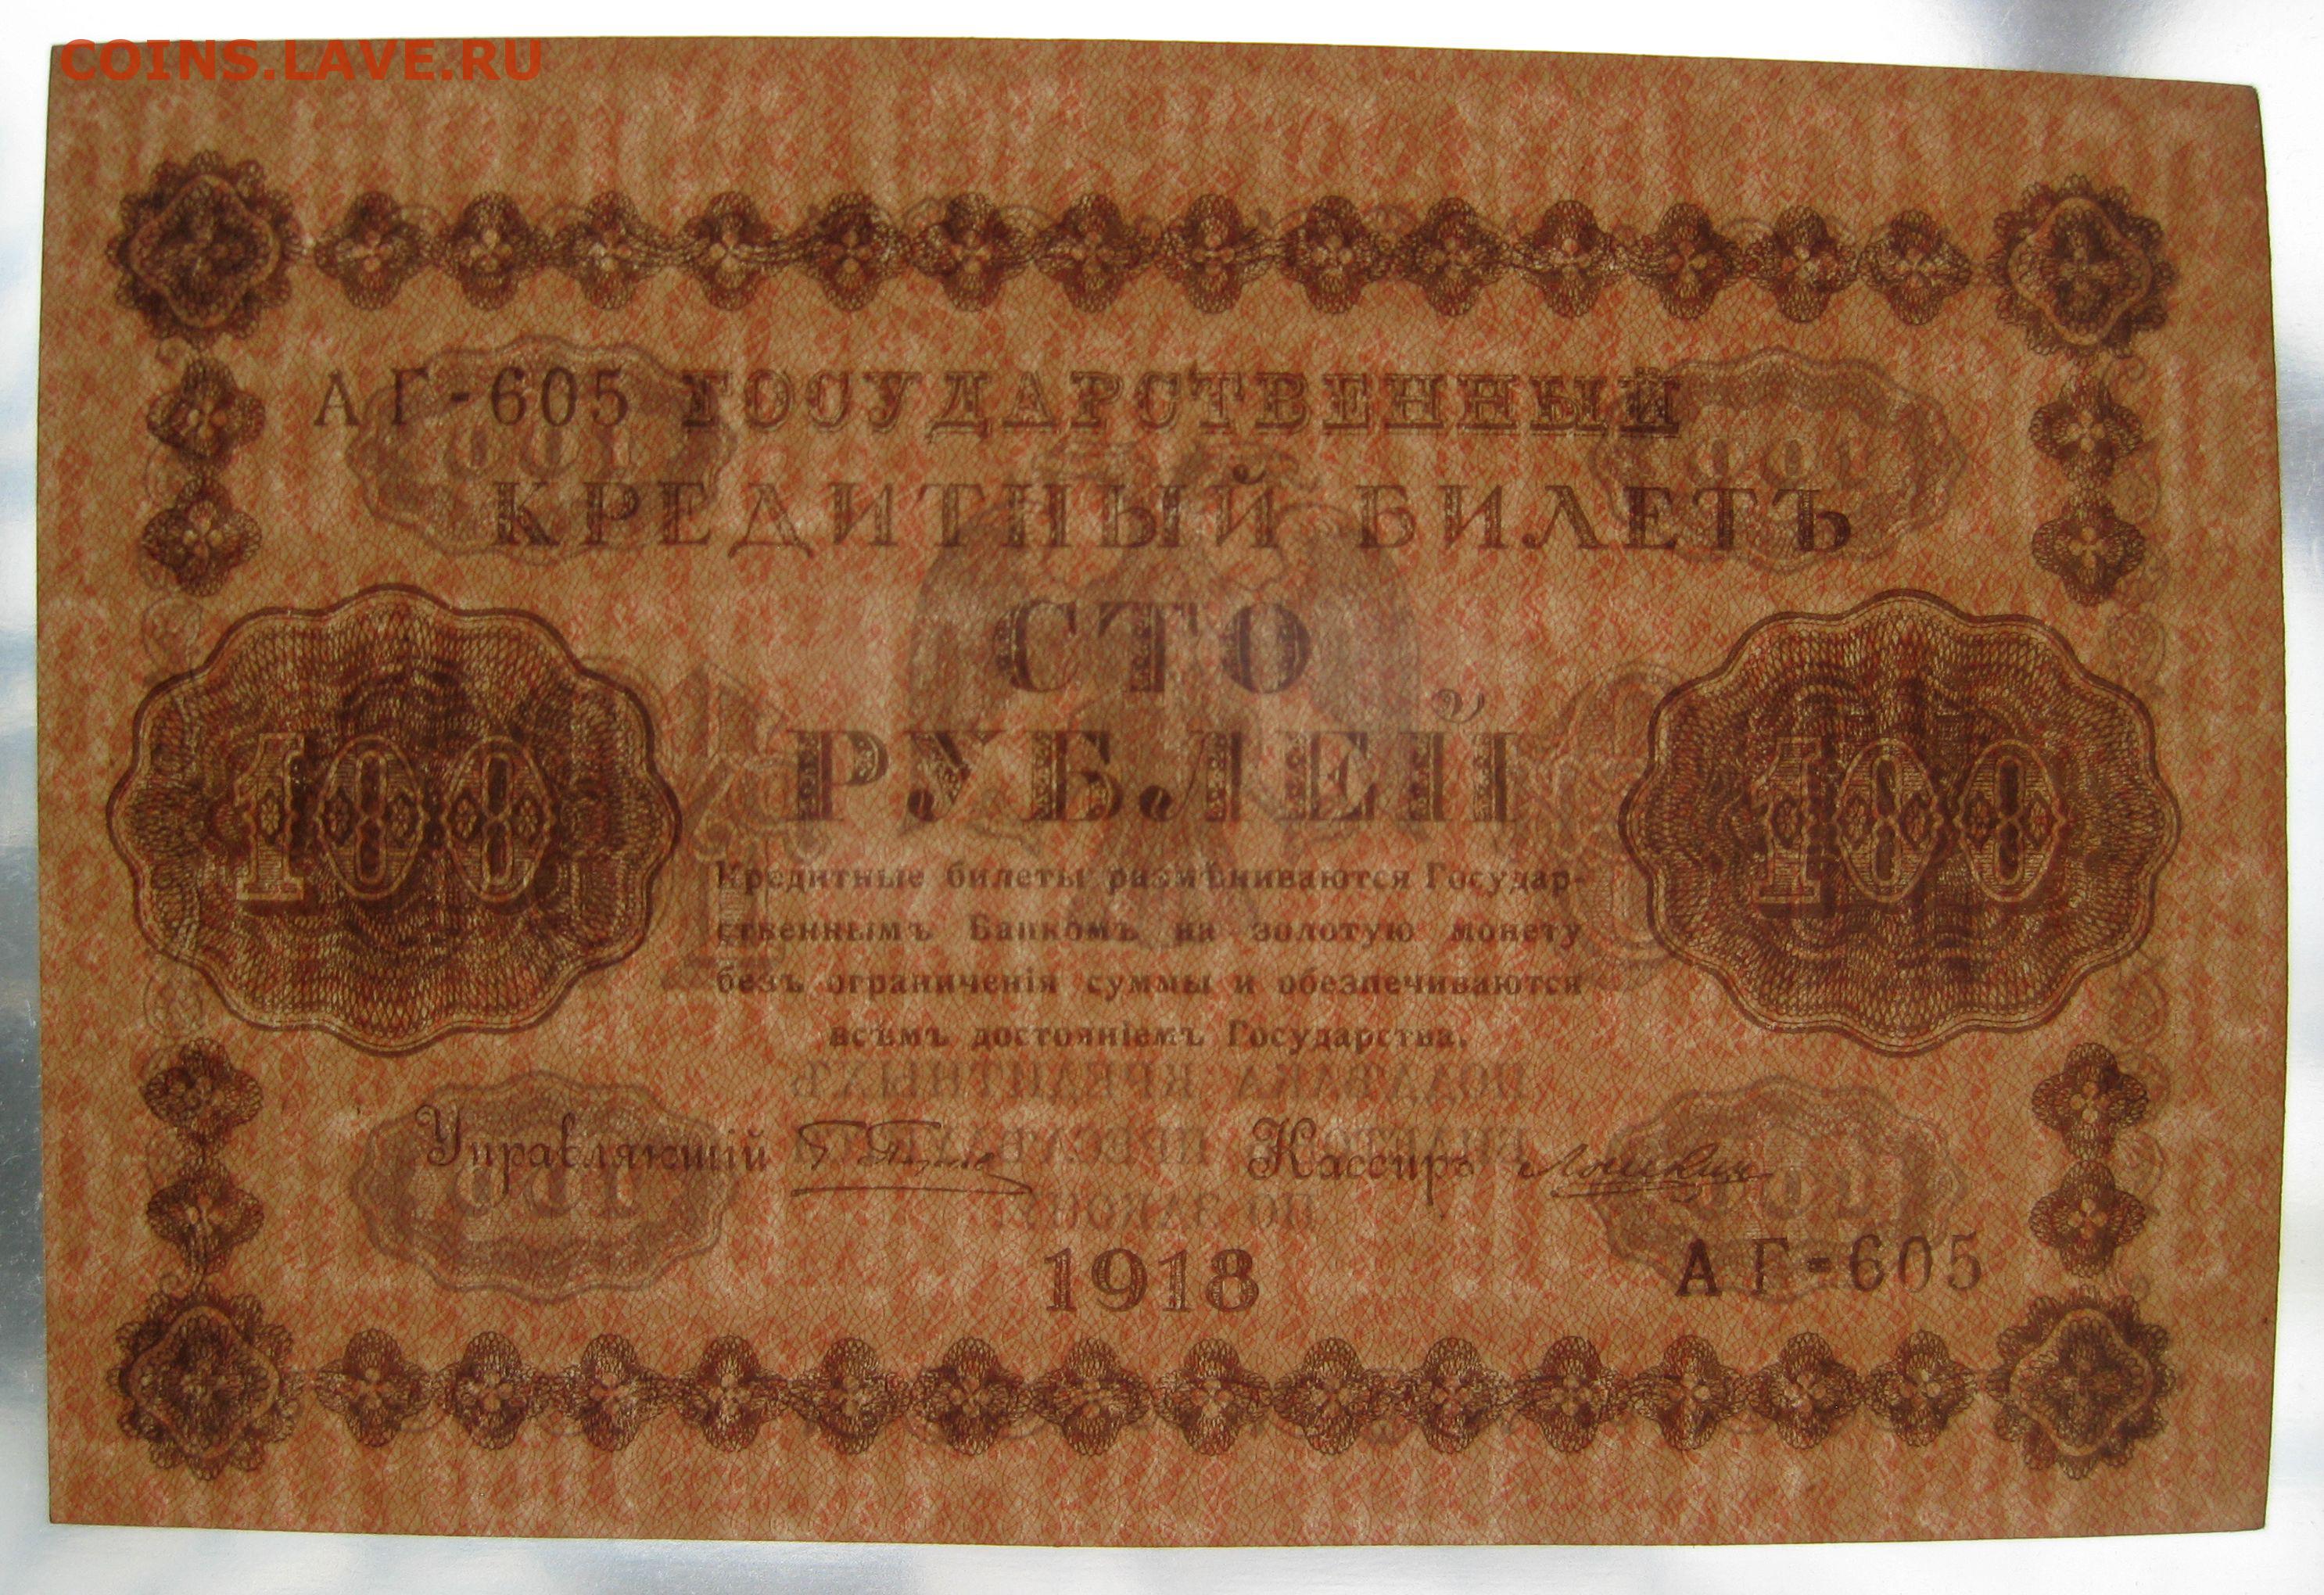 COINS.LAVE.RU
АГ-605 ГОСУДАРСТВЕННЫЙ
КРЕДИТНЫЙ БИЛЕТЪ
СТО
РУБЛЕЙ
100
100
Кредитные билеты размѣниваются Государ-
ственнымъ Банкомъ на золотую монету
безъ ограниченія суммы и обезпечиваются
всѣмъ достояніемъ Государства.
Управляющій Кассиръ
1918
АГ-605